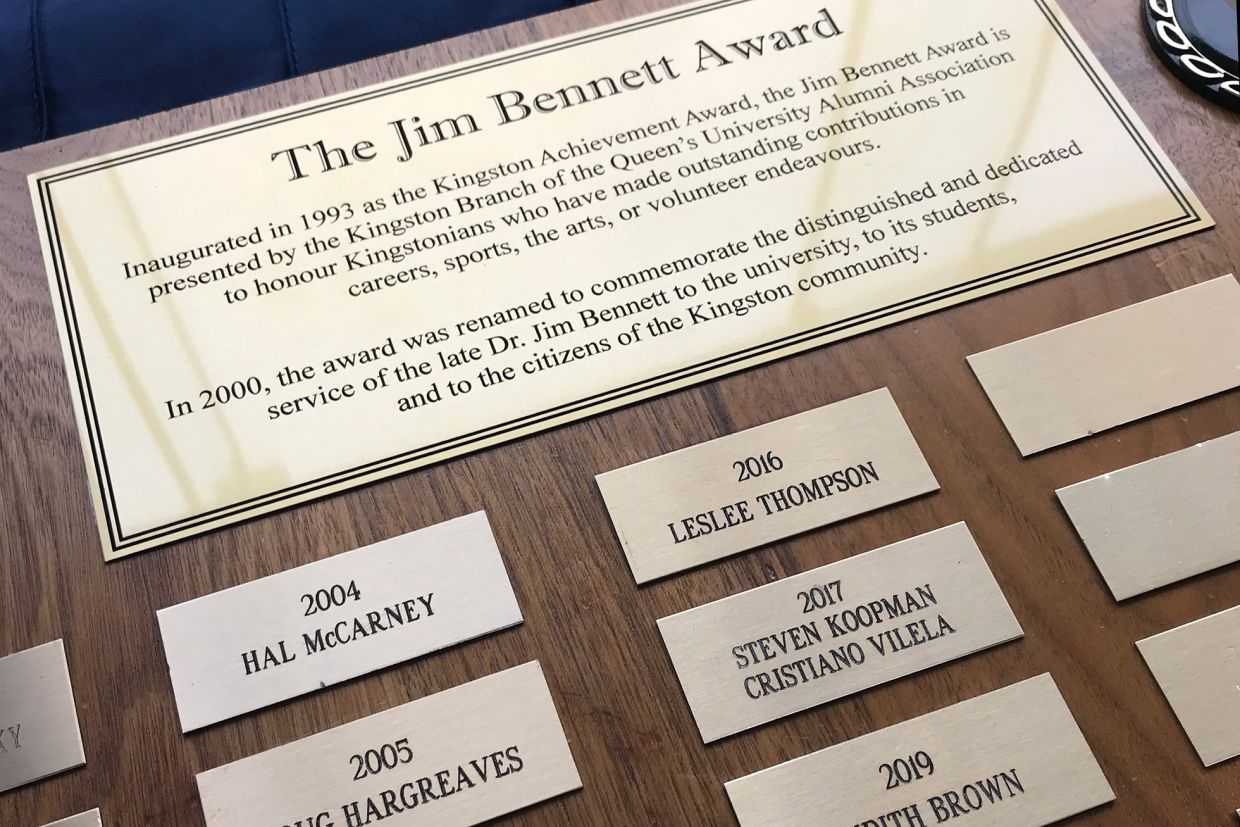 The Jim Bennett Award
Inaugurated in 1993 as the Kingston Achievement Award, the Jim Bennett Award is
presented by the Kingston Branch of the Queen's University Alumni Association
to honour Kingstonians who have made outstanding contributions in
careers, sports, the arts, or volunteer endeavours.
In 2000, the award was renamed to commemorate the distinguished and dedicated
service of the late Dr. Jim Bennett to the university, to its students,
and to the citizens of the Kingston community.
2004
HAL McCARNEY
2005
HARGREAVES
2016
LESLEE THOMPSON
2017
STEVEN KOOPMAN
CRISTIANO VILELA
2019
BROWN